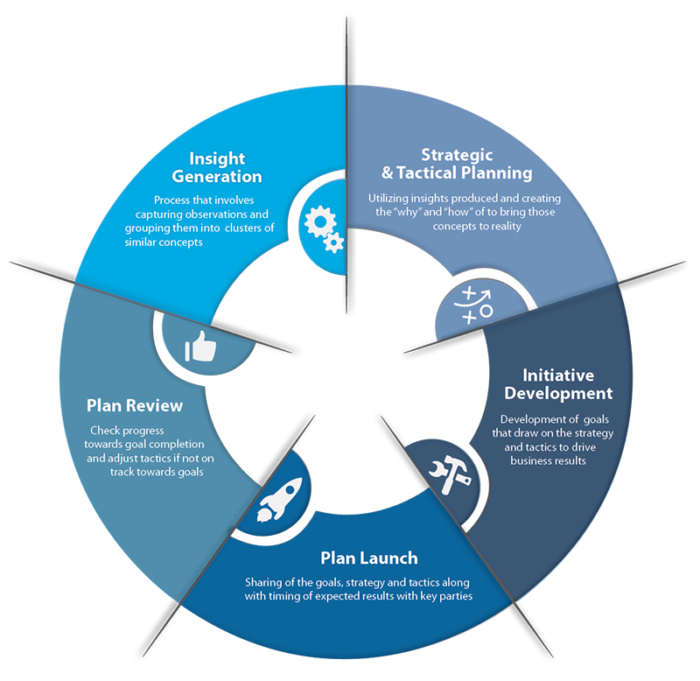 Insight
Generation
Process that involves
capturing observations and
grouping them into clusters of
similar concepts
Strategic
& Tactical Planning
Utilizing insights produced and creating
the “why” and “how” of to bring those
concepts to reality
Initiative
Development
Development of goals
that draw on the strategy
and tactics to drive
business results
Plan Launch
Sharing of the goals, strategy and tactics along
with timing of expected results with key parties
Plan Review
Check progress
towards goal completion
and adjust tactics if not on
track towards goals